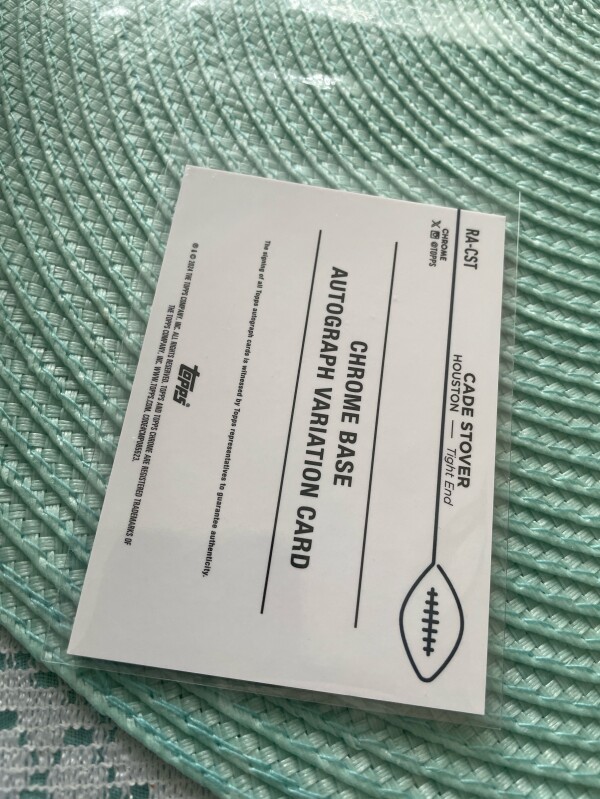 RA-CST
CADE STOVER
HOUSTON — Tight End
CHROME
@TOPPS
CHROME BASE
AUTOGRAPH VARIATION CARD
The signing of all Topps autograph cards is witnessed by Topps representatives to guarantee authenticity.
topps
® & © 2024 THE TOPPS COMPANY, INC. ALL RIGHTS RESERVED. TOPPS AND TOPPS CHROME ARE REGISTERED TRADEMARKS OF
THE TOPPS COMPANY, INC. WWW.TOPPS.COM.